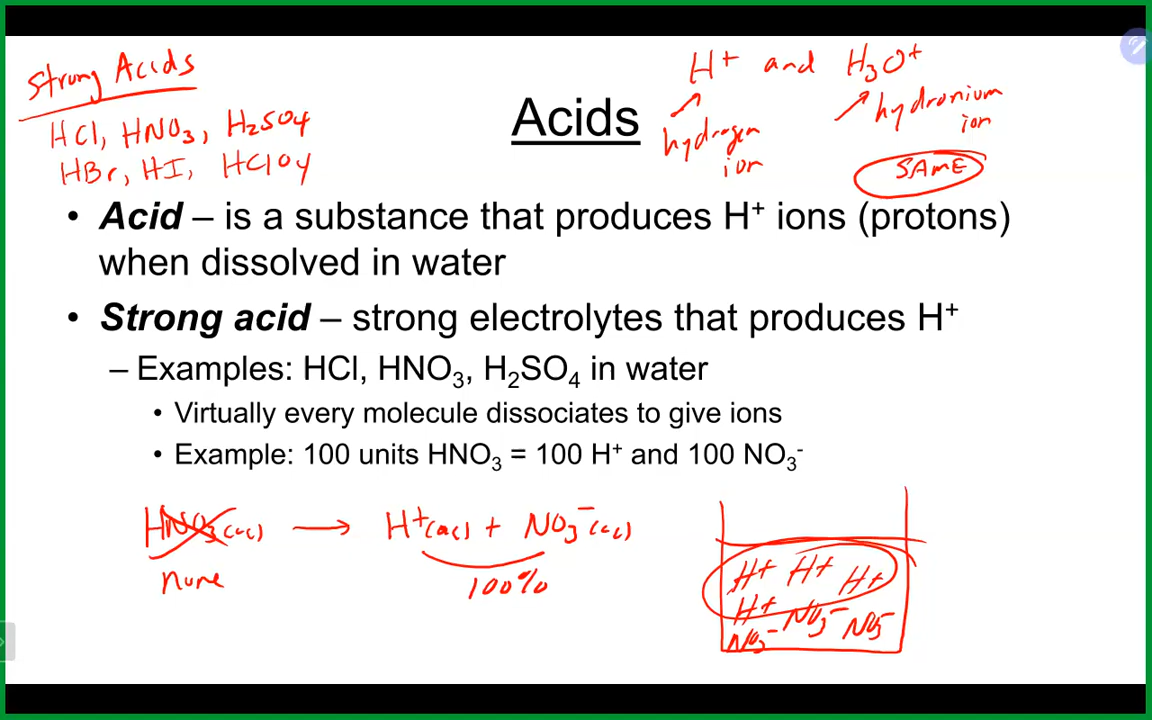 Strong Acids
HCl, HNO₃, H₂SO₄
HBr, HI, HClO₄
H⁺ and H₃O⁺
hydrogen ion
hydronium ion
SAME
Acids
• Acid – is a substance that produces H⁺ ions (protons)
when dissolved in water
• Strong acid – strong electrolytes that produces H⁺
– Examples: HCl, HNO₃, H₂SO₄ in water
• Virtually every molecule dissociates to give ions
• Example: 100 units HNO₃ = 100 H⁺ and 100 NO₃⁻
HNO₃(aq) → H⁺(aq) + NO₃⁻(aq)
none
100%
H⁺ H⁺ H⁺
H⁺ NO₃⁻ NO₃⁻
NO₃⁻